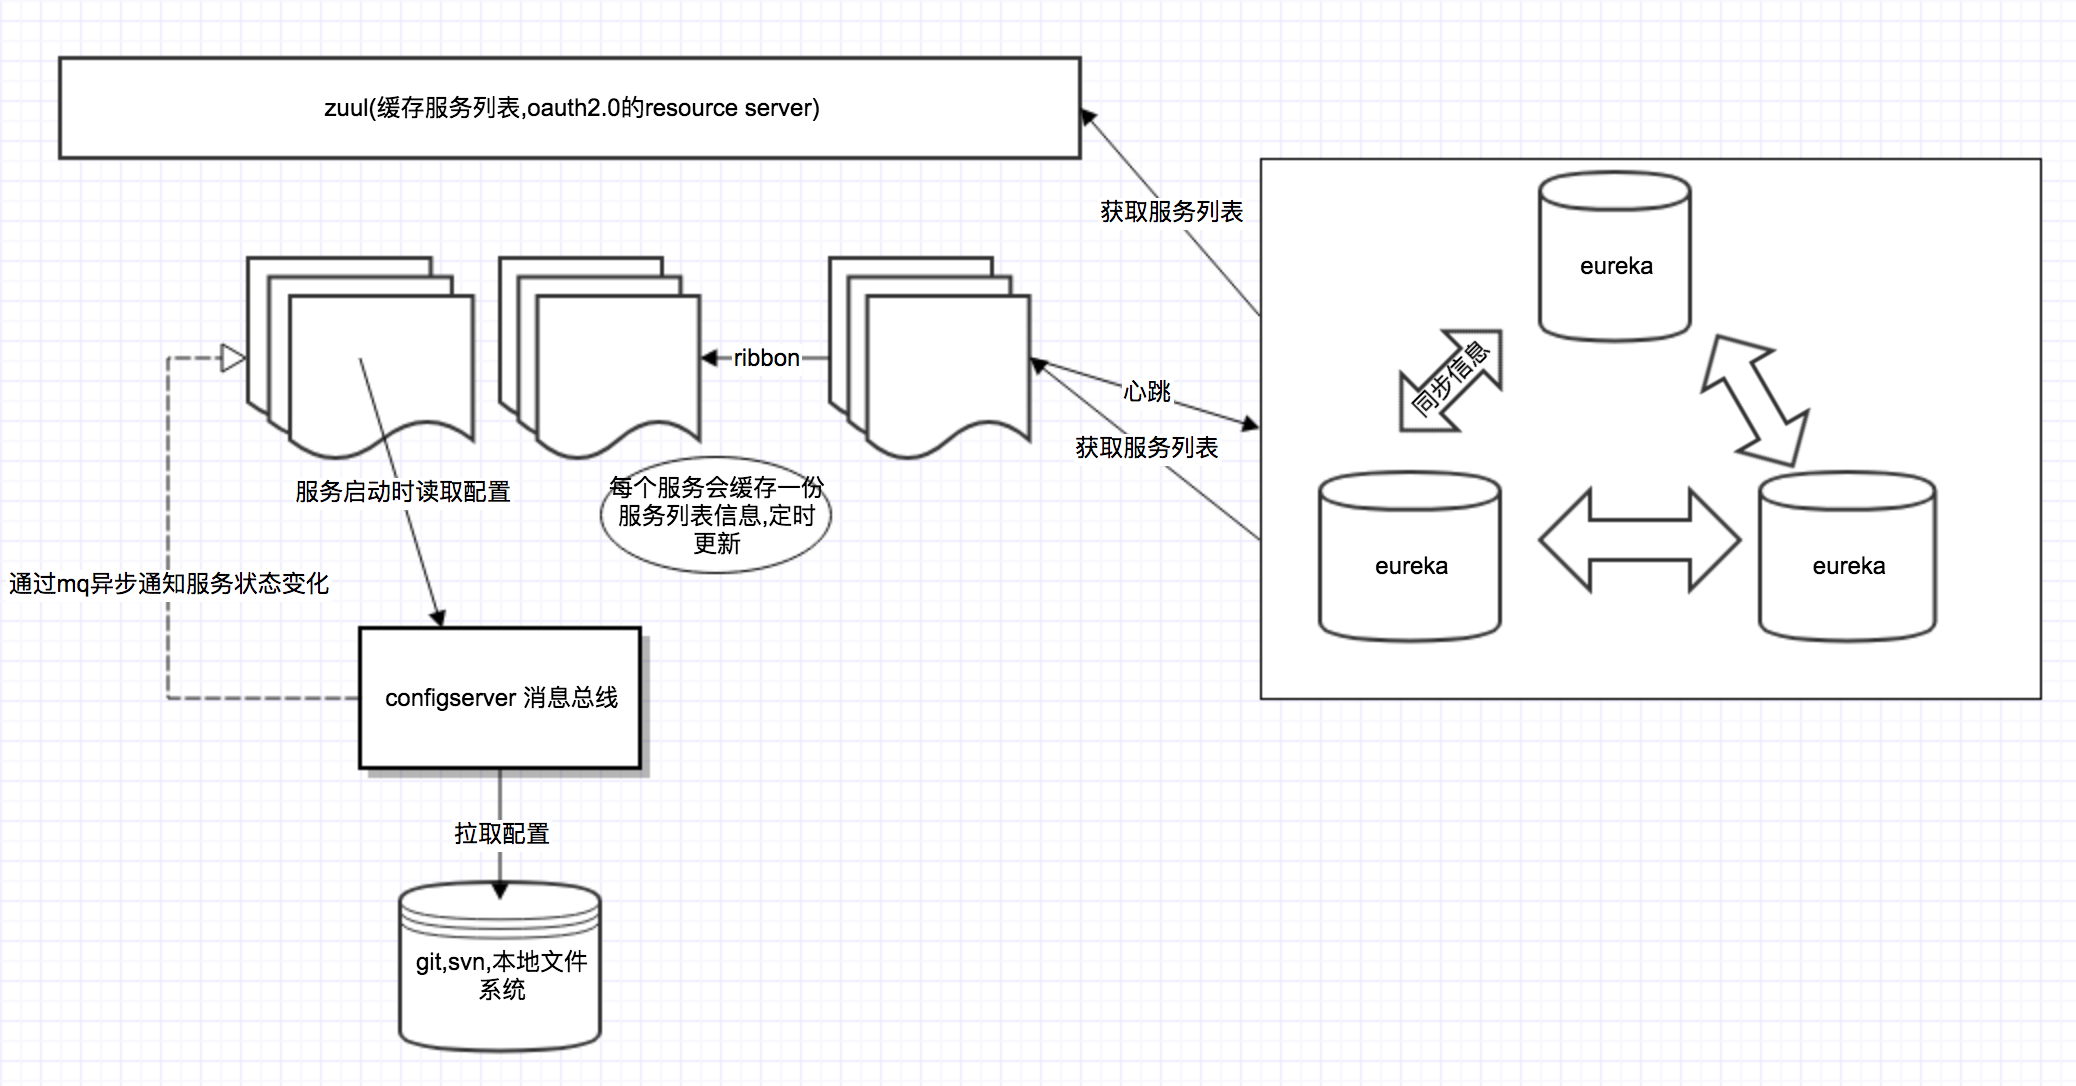 zuul(缓存服务列表,oauth2.0的resource server)
获取服务列表
eureka
同步信息
ribbon
心跳
获取服务列表
服务启动时读取配置
每个服务会缓存一份
服务列表信息,定时
更新
eureka
eureka
通过mq异步通知服务状态变化
configserver 消息总线
拉取配置
git,svn,本地文件
系统